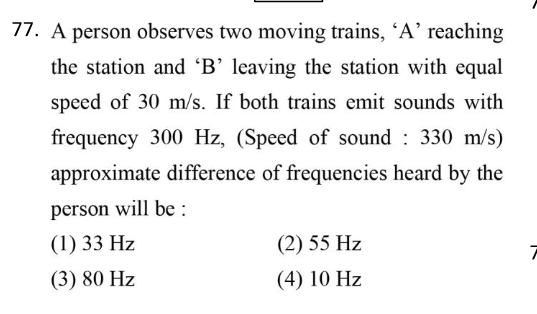 77. A person observes two moving trains, ‘A’ reaching
the station and ‘B’ leaving the station with equal
speed of 30 m/s. If both trains emit sounds with
frequency 300 Hz, (Speed of sound : 330 m/s)
approximate difference of frequencies heard by the
person will be :
(1) 33 Hz (2) 55 Hz
(3) 80 Hz (4) 10 Hz